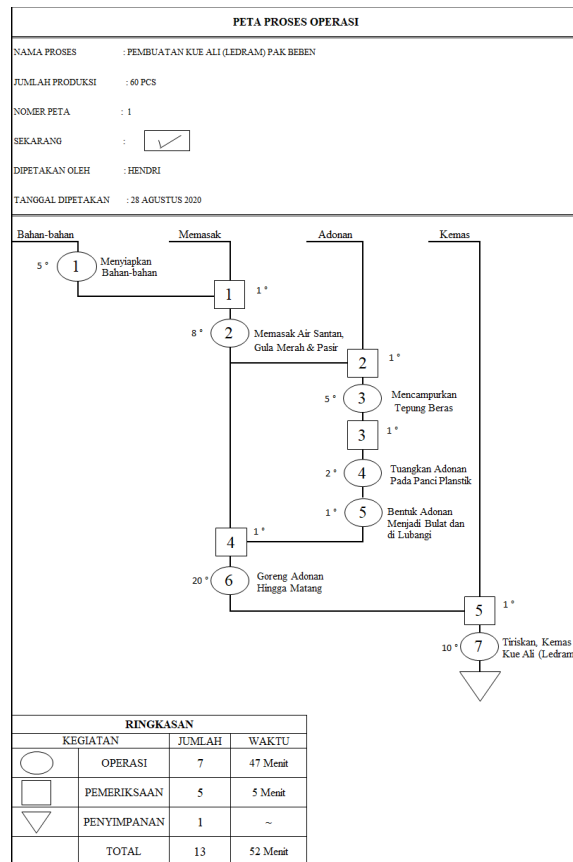 PETA PROSES OPERASI
NAMA PROSES : PEMBUATAN KUE ALI (LEDRAM) PAK BEBEN
JUMLAH PRODUKSI : 60 PCS
NOMER PETA : 1
SEKARANG :
DIPETAKAN OLEH : HENDRI
TANGGAL DIPETAKAN : 28 AGUSTUS 2020
Bahan-bahan Memasak Adonan Kemas
5 ° 1 Menyiapkan
Bahan-bahan
1 1 °
8 ° 2 Memasak Air Santan,
Gula Merah & Pasir
2 1 °
5 ° 3 Mencampurkan
Tepung Beras
3 1 °
2 ° 4 Tuangkan Adonan
Pada Panci Planstik
1 ° 5 Bentuk Adonan
Menjadi Bulat dan
di Lubangi
4 1 °
20 ° 6 Goreng Adonan
Hingga Matang
5 1 °
10 ° 7 Tiriskan, Kemas
Kue Ali (Ledram
RINGKASAN
KEGIATAN JUMLAH WAKTU
OPERASI 7 47 Menit
PEMERIKSAAN 5 5 Menit
PENYIMPANAN 1 ~
TOTAL 13 52 Menit